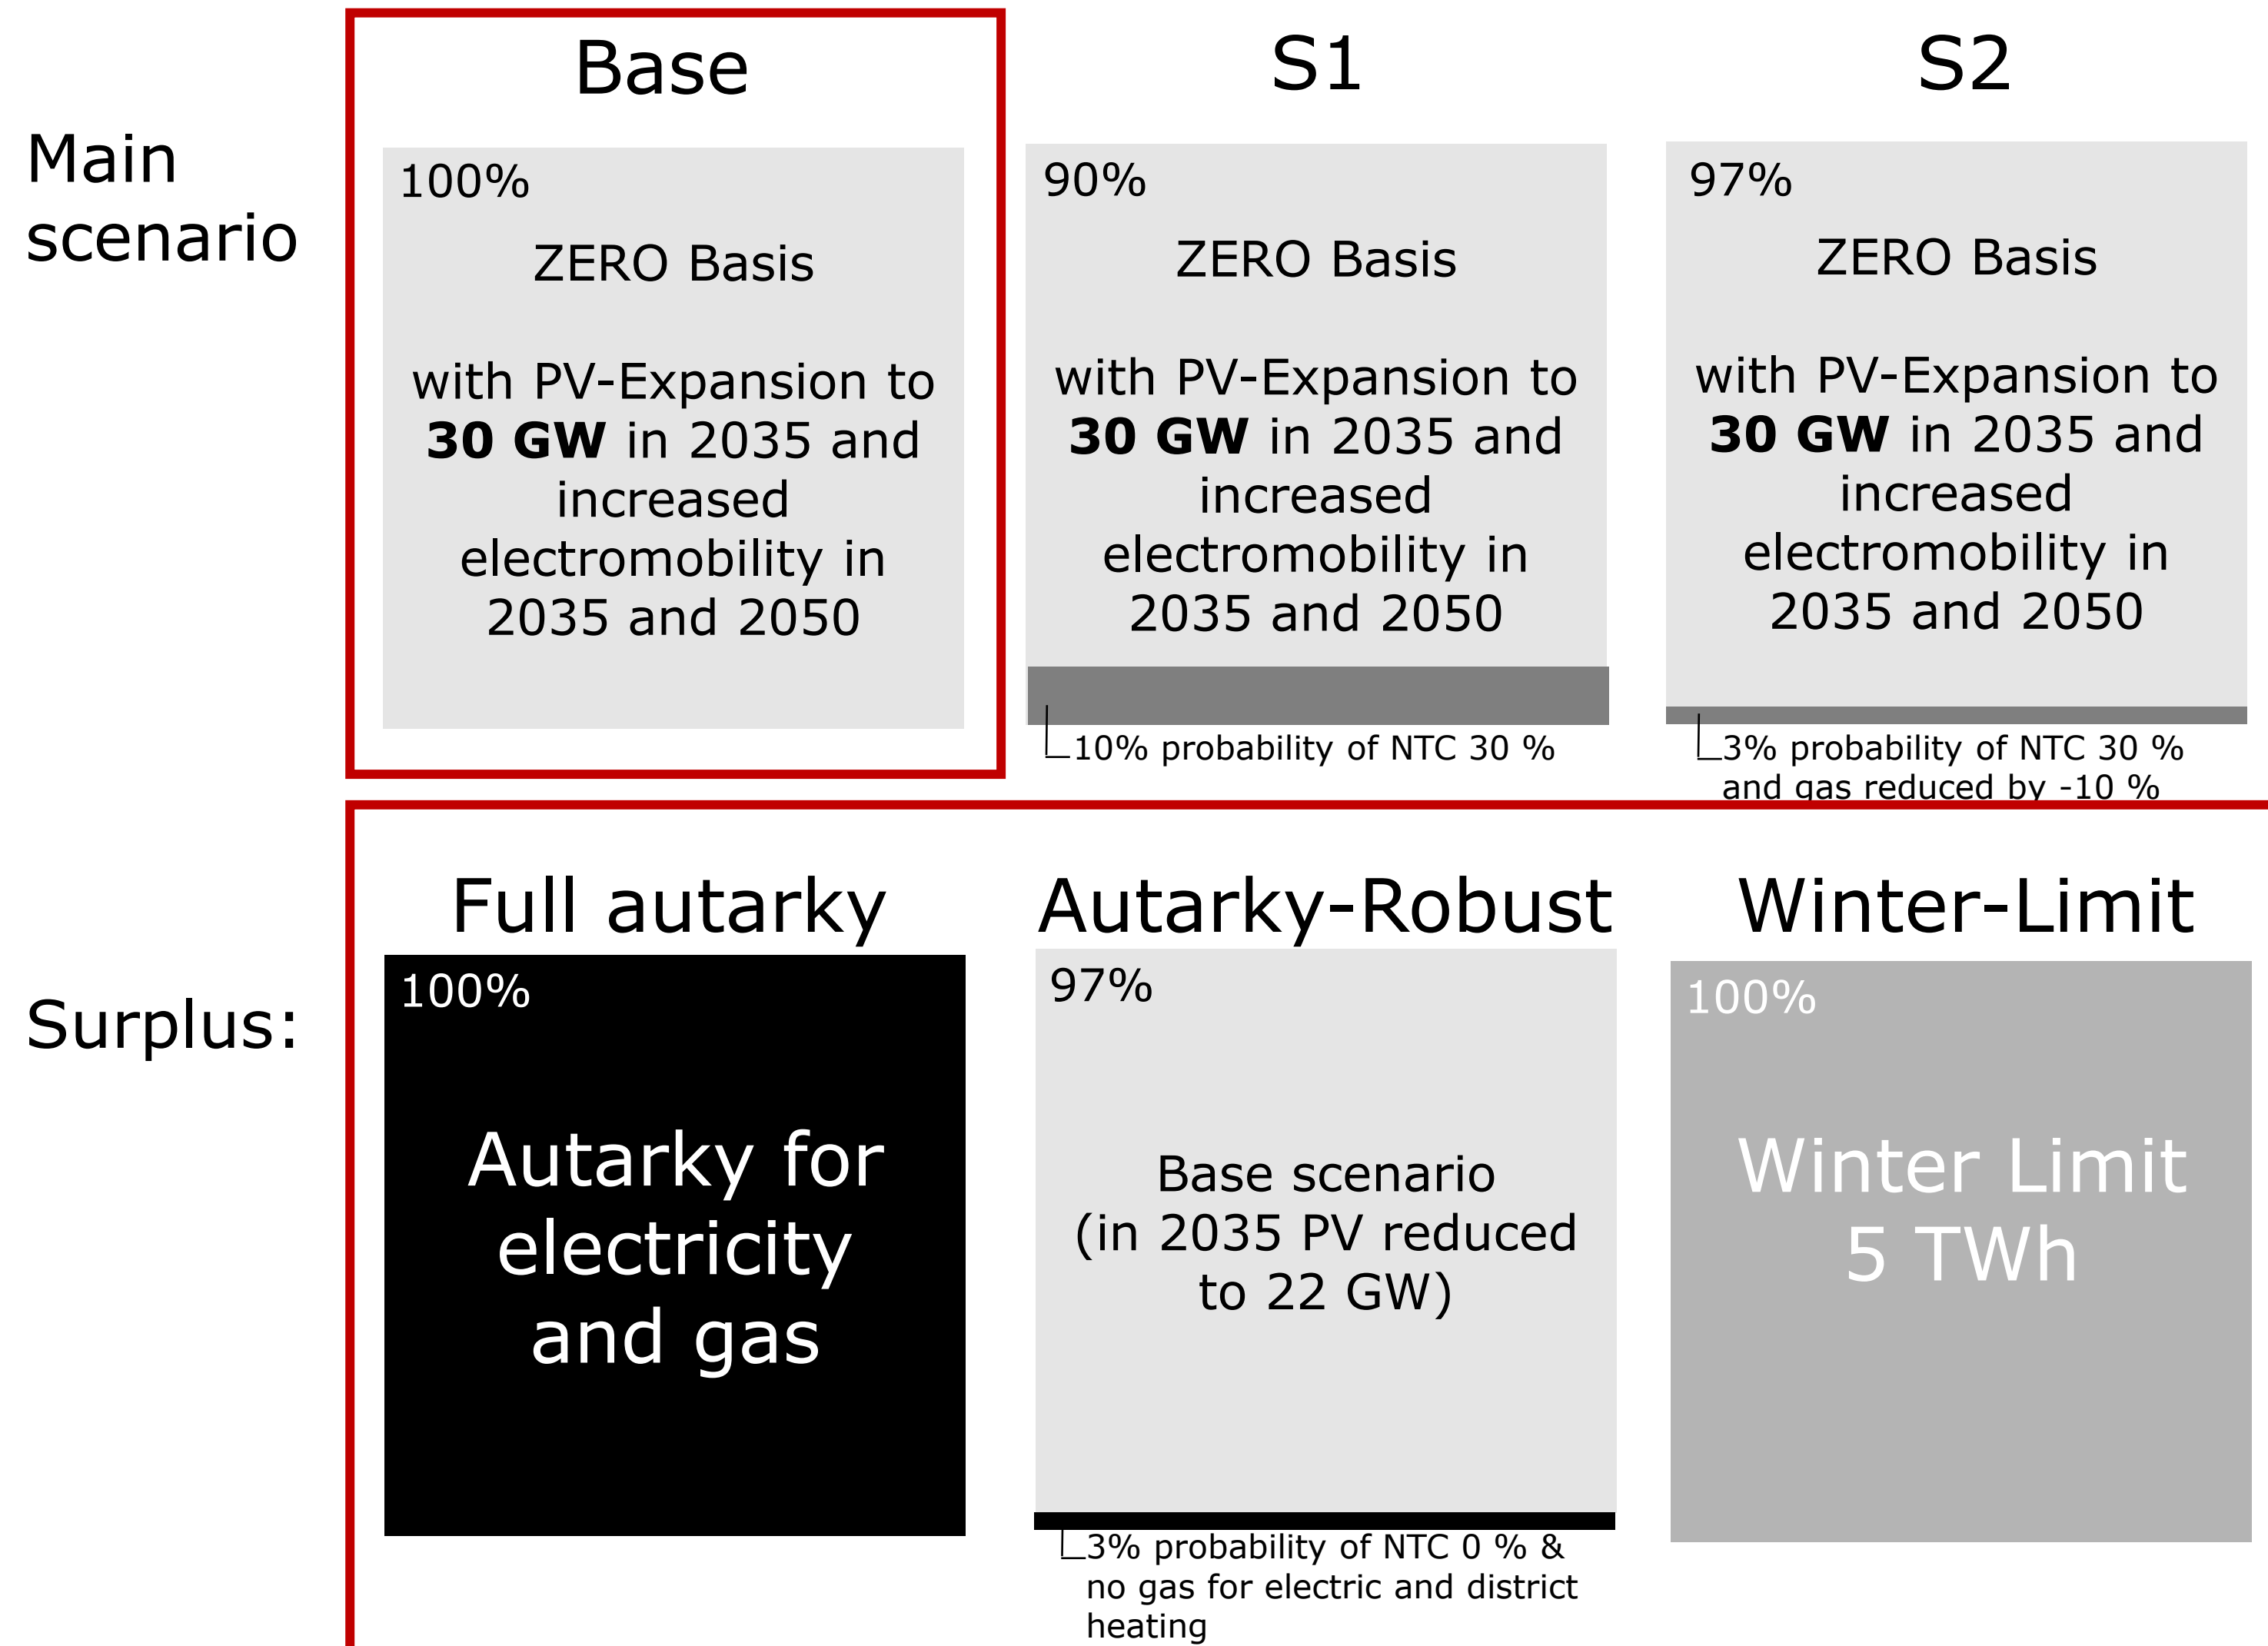 Base
S1
S2
Main
scenario
100%
ZERO Basis
with PV-Expansion to
30 GW in 2035 and
increased
electromobility in
2035 and 2050
90%
ZERO Basis
with PV-Expansion to
30 GW in 2035 and
increased
electromobility in
2035 and 2050
10% probability of NTC 30 %
97%
ZERO Basis
with PV-Expansion to
30 GW in 2035 and
increased
electromobility in
2035 and 2050
3% probability of NTC 30 %
and gas reduced by -10 %
Surplus:
Full autarky
100%
Autarky for
electricity
and gas
Autarky-Robust
97%
Base scenario
(in 2035 PV reduced
to 22 GW)
3% probability of NTC 0 % &
no gas for electric and district
heating
Winter-Limit
100%
Winter Limit
5 TWh